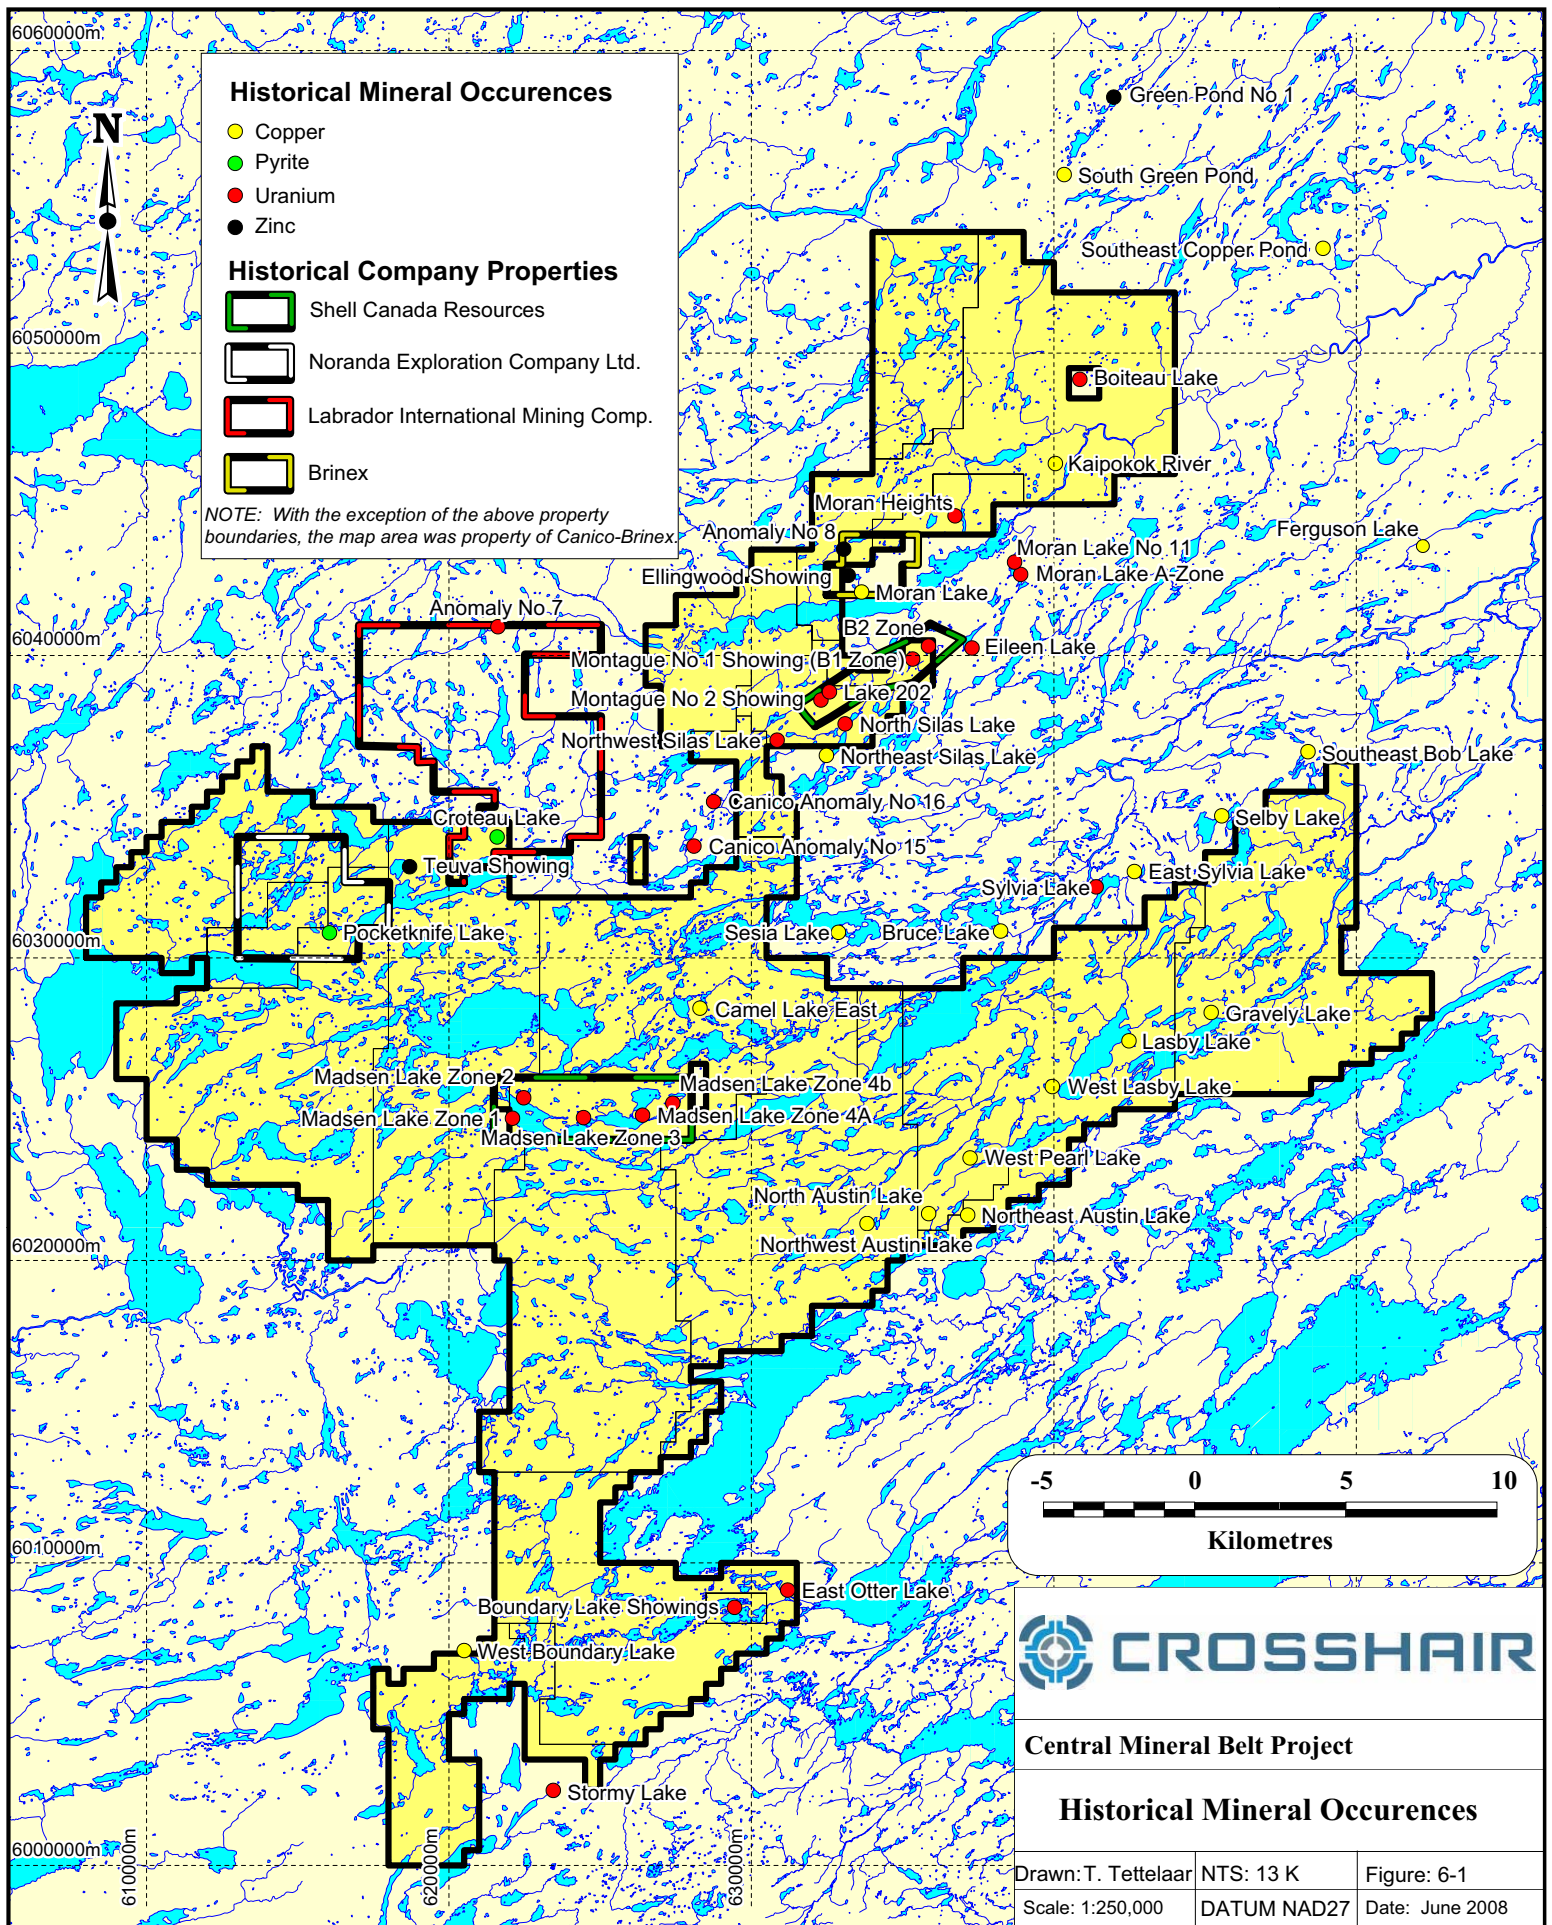 6060000m
Historical Mineral Occurences
N
Copper
Pyrite
Uranium
Zinc
Historical Company Properties
Shell Canada Resources
Noranda Exploration Company Ltd.
Labrador International Mining Comp.
Brinex
NOTE: With the exception of the above property
boundaries, the map area was property of Canico-Brinex.
Green Pond No 1
South Green Pond
Southeast Copper Pond
6050000m
Boiteau Lake
Kaipokok River
Moran Heights
Anomaly No 8
Ferguson Lake
Moran Lake No 11
Ellingwood Showing
Moran Lake A-Zone
Moran Lake
Anomaly No 7
B2 Zone
6040000m
Eileen Lake
Montague No 1 Showing (B1 Zone)
Lake 202
Montague No 2 Showing
North Silas Lake
Northwest Silas Lake
Northeast Silas Lake
Southeast Bob Lake
Canico Anomaly No 16
Croteau Lake
Selby Lake
Canico Anomaly No 15
Teuva Showing
East Sylvia Lake
Sylvia Lake
Pocketknife Lake
Sesia Lake
Bruce Lake
6030000m
Camel Lake East
Gravely Lake
Lasby Lake
Madsen Lake Zone 2
Madsen Lake Zone 4b
West Lasby Lake
Madsen Lake Zone 1
Madsen Lake Zone 4A
Madsen Lake Zone 3
West Pearl Lake
North Austin Lake
Northeast Austin Lake
Northwest Austin Lake
6020000m
-5 0 5 10
Kilometres
6010000m
East Otter Lake
Boundary Lake Showings
West Boundary Lake
CROSSHAIR
Central Mineral Belt Project
Stormy Lake
Historical Mineral Occurences
6000000m
610000m
620000m
630000m
Drawn: T. Tettelaar
NTS: 13 K
Figure: 6-1
Scale: 1:250,000
DATUM NAD27
Date: June 2008